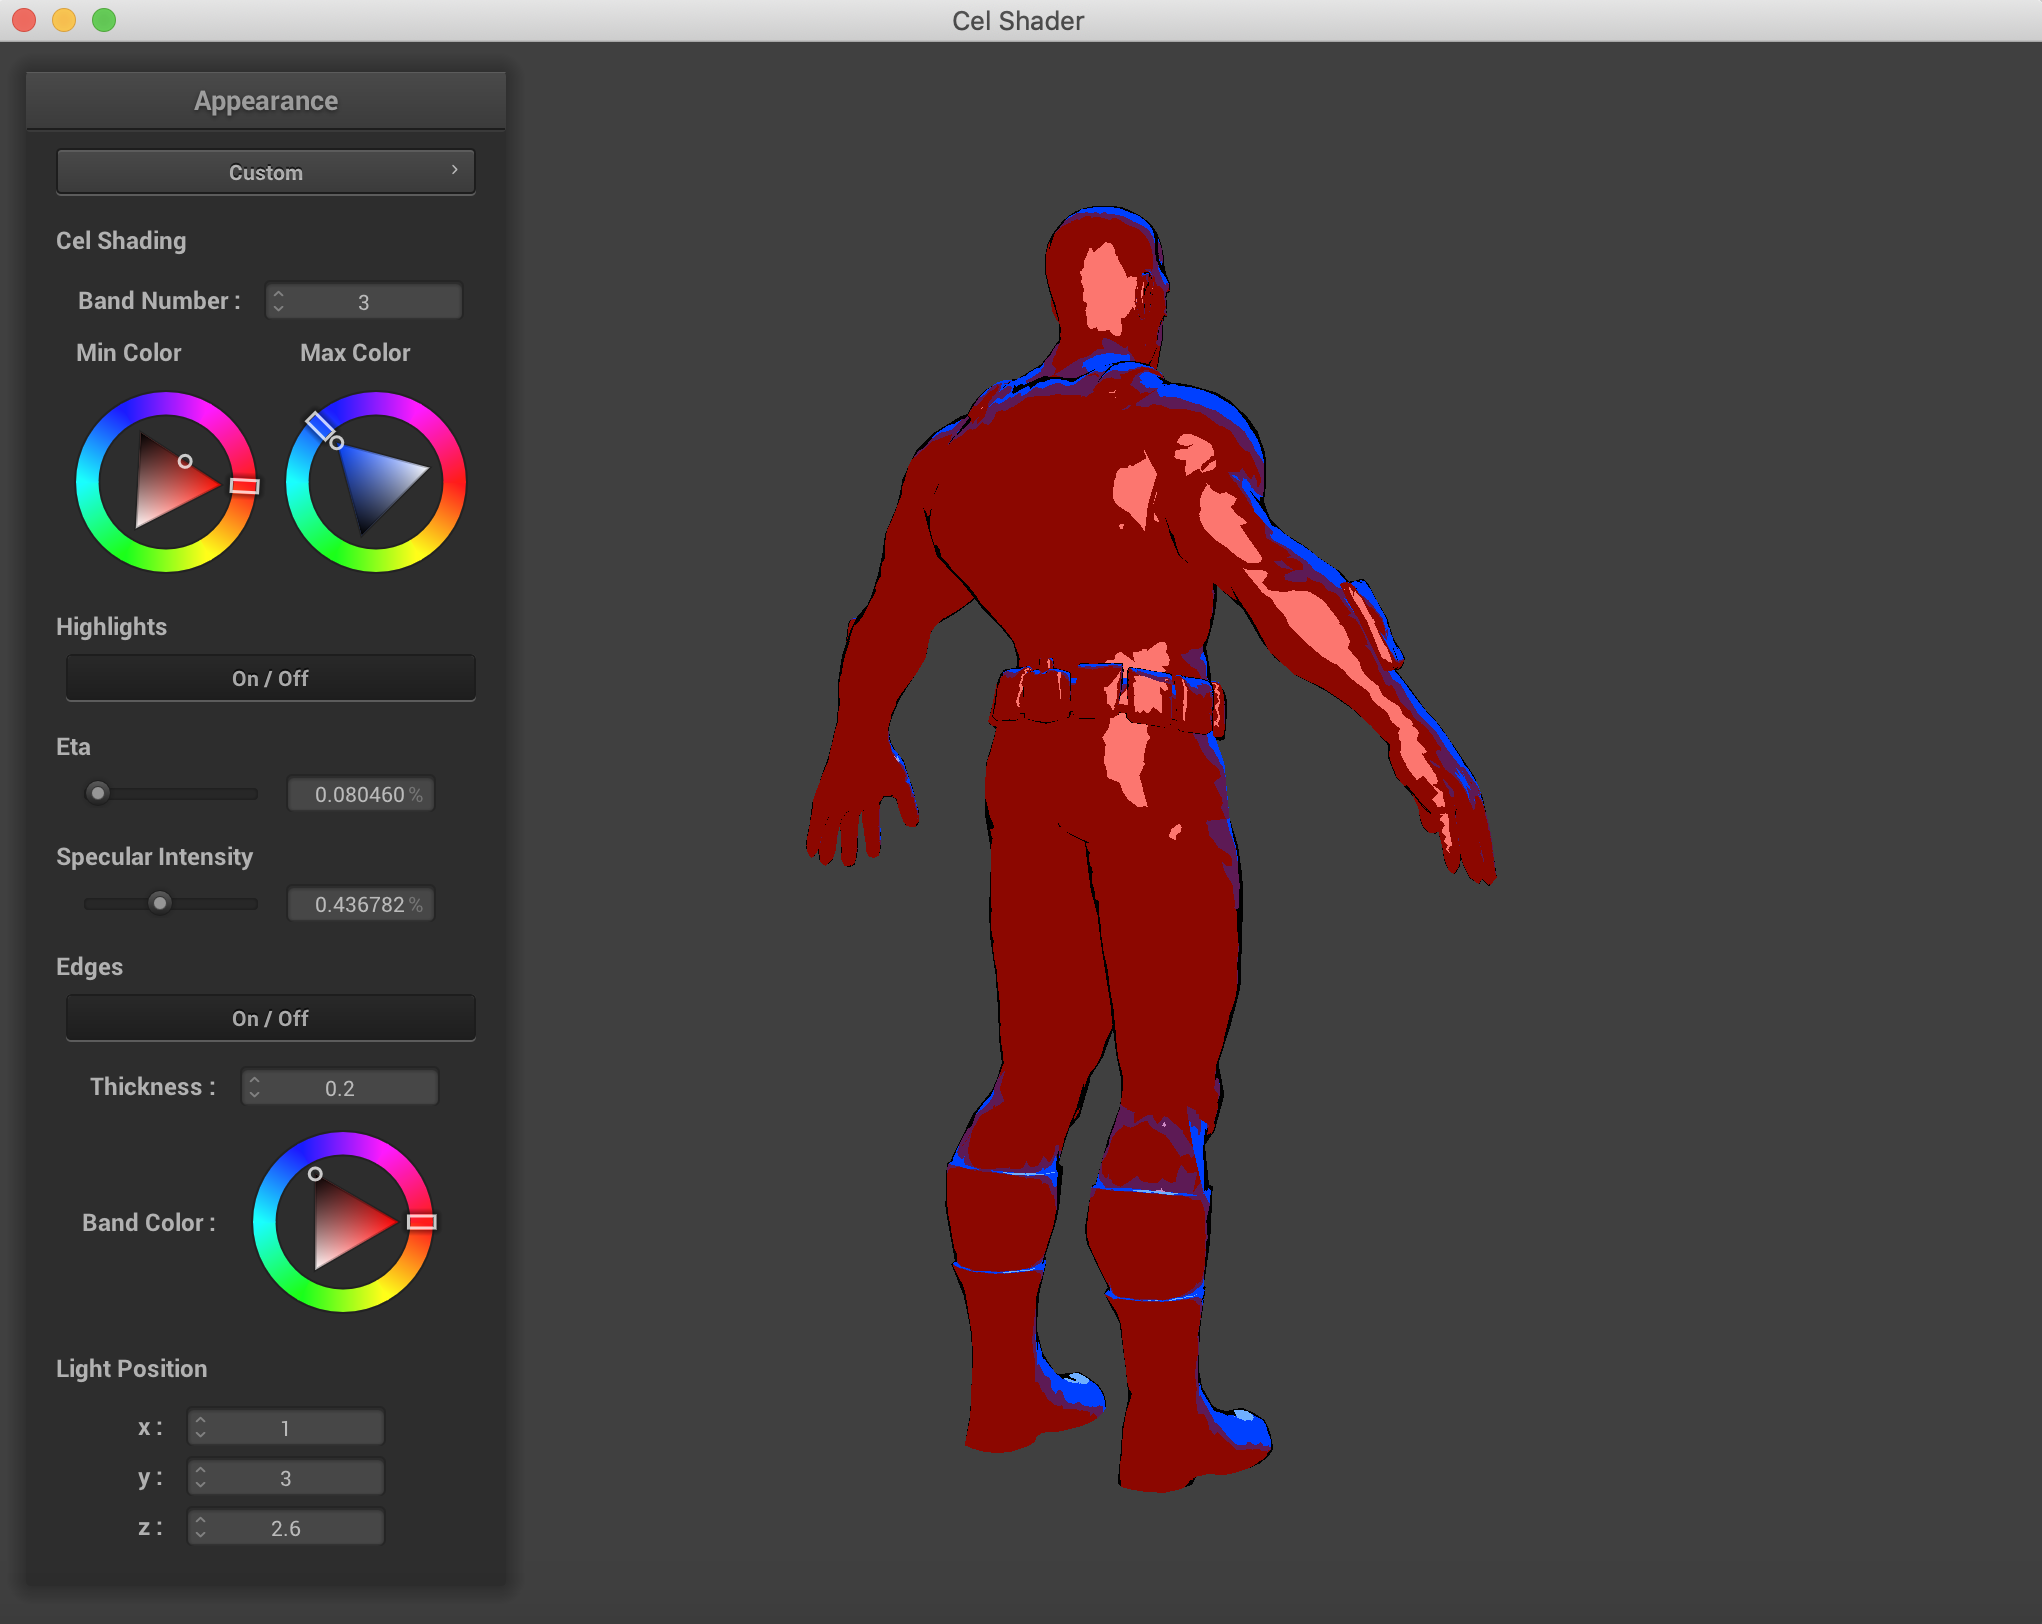 Cel Shader
Appearance
Custom
Cel Shading
Band Number : 3
Min Color Max Color
Highlights
On / Off
Eta
0.080460 %
Specular Intensity
0.436782 %
Edges
On / Off
Thickness : 0.2
Band Color :
Light Position
x : 1
y : 3
z : 2.6